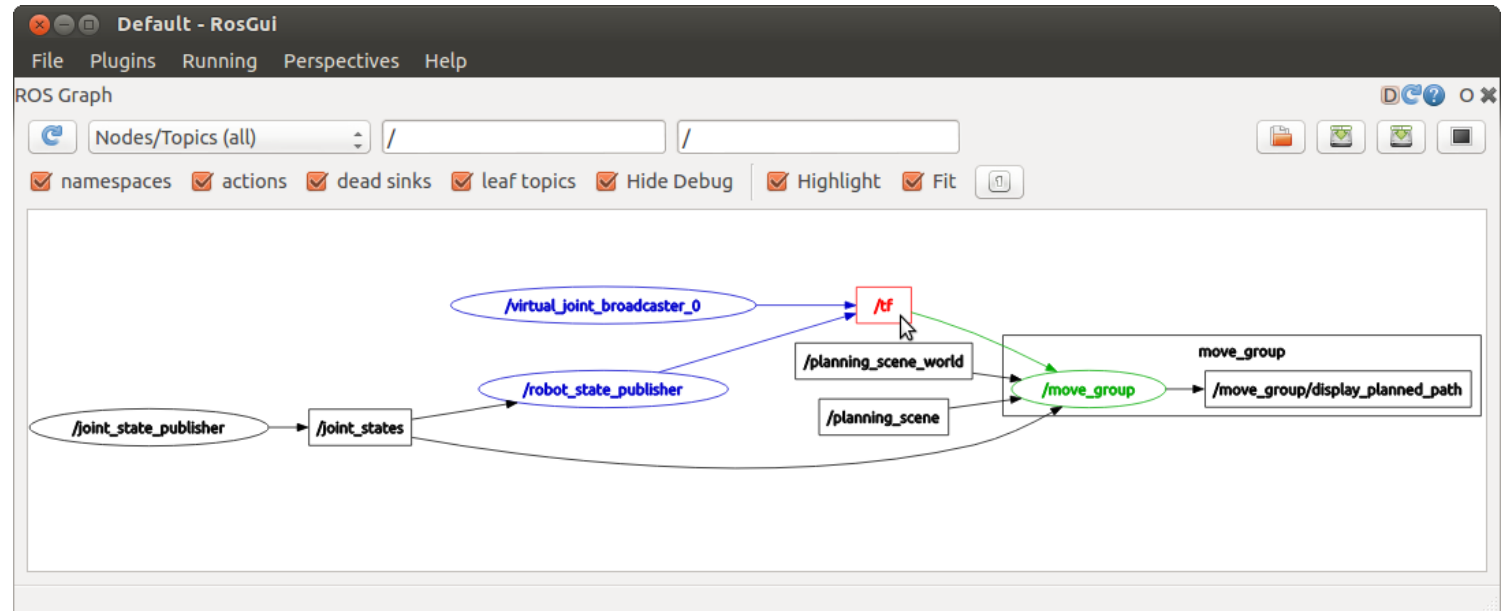 Default - RosGui
File Plugins Running Perspectives Help
ROS Graph
D ? O
Nodes/Topics (all) / /
namespaces actions dead sinks leaf topics Hide Debug Highlight Fit
/virtual_joint_broadcaster_0
/tf
/planning_scene_world
move_group
/robot_state_publisher
/move_group
/move_group/display_planned_path
/planning_scene
/joint_state_publisher
/joint_states